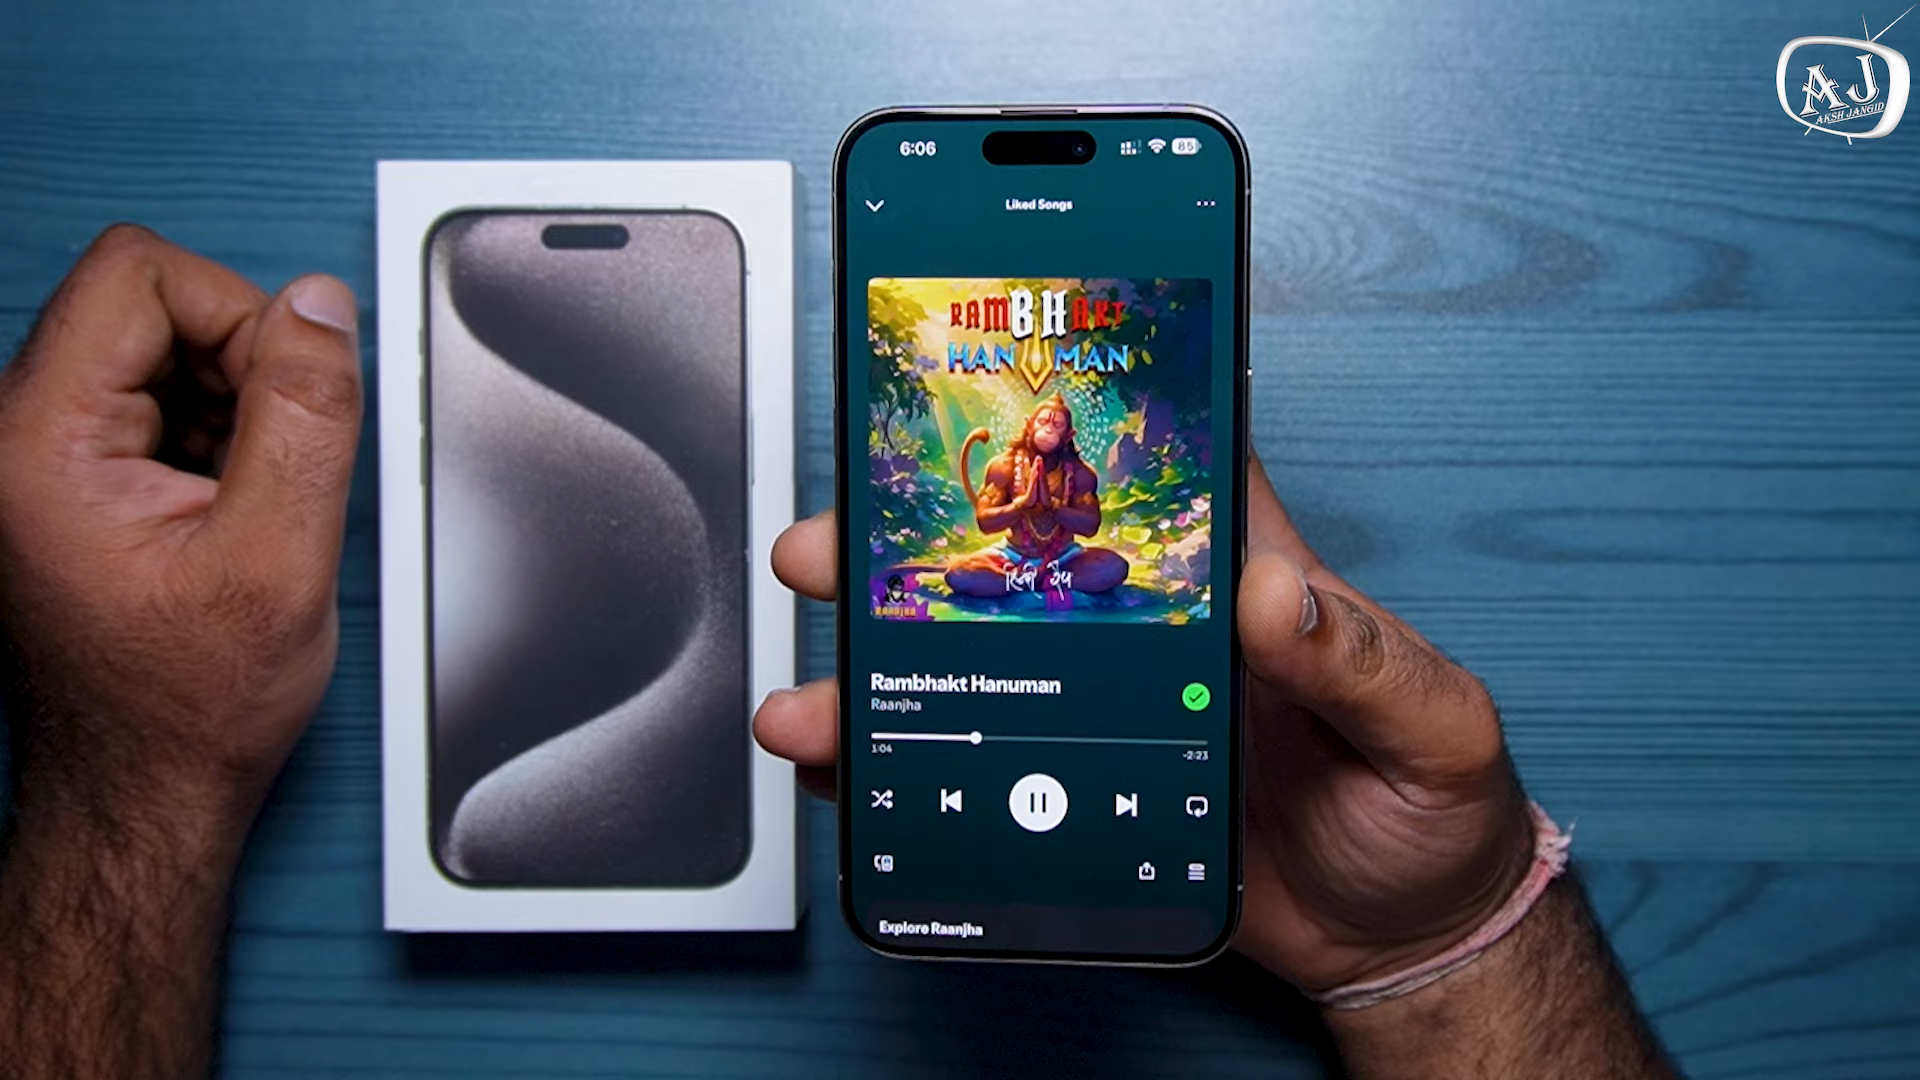 AJ
AKSH JANGID
6:06
85
Liked Songs
RAMBHAKT
HANUMAN
हिन्दी रैप
RAANJHA
Rambhakt Hanuman
Raanjha
1:04
-2:23
Explore Raanjha